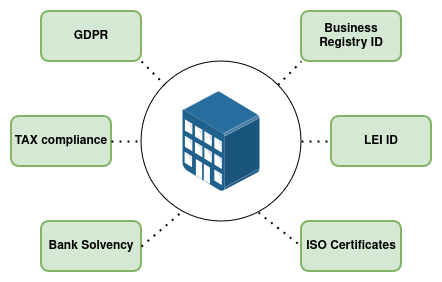 GDPR
Business
Registry ID
TAX compliance
LEI ID
Bank Solvency
ISO Certificates